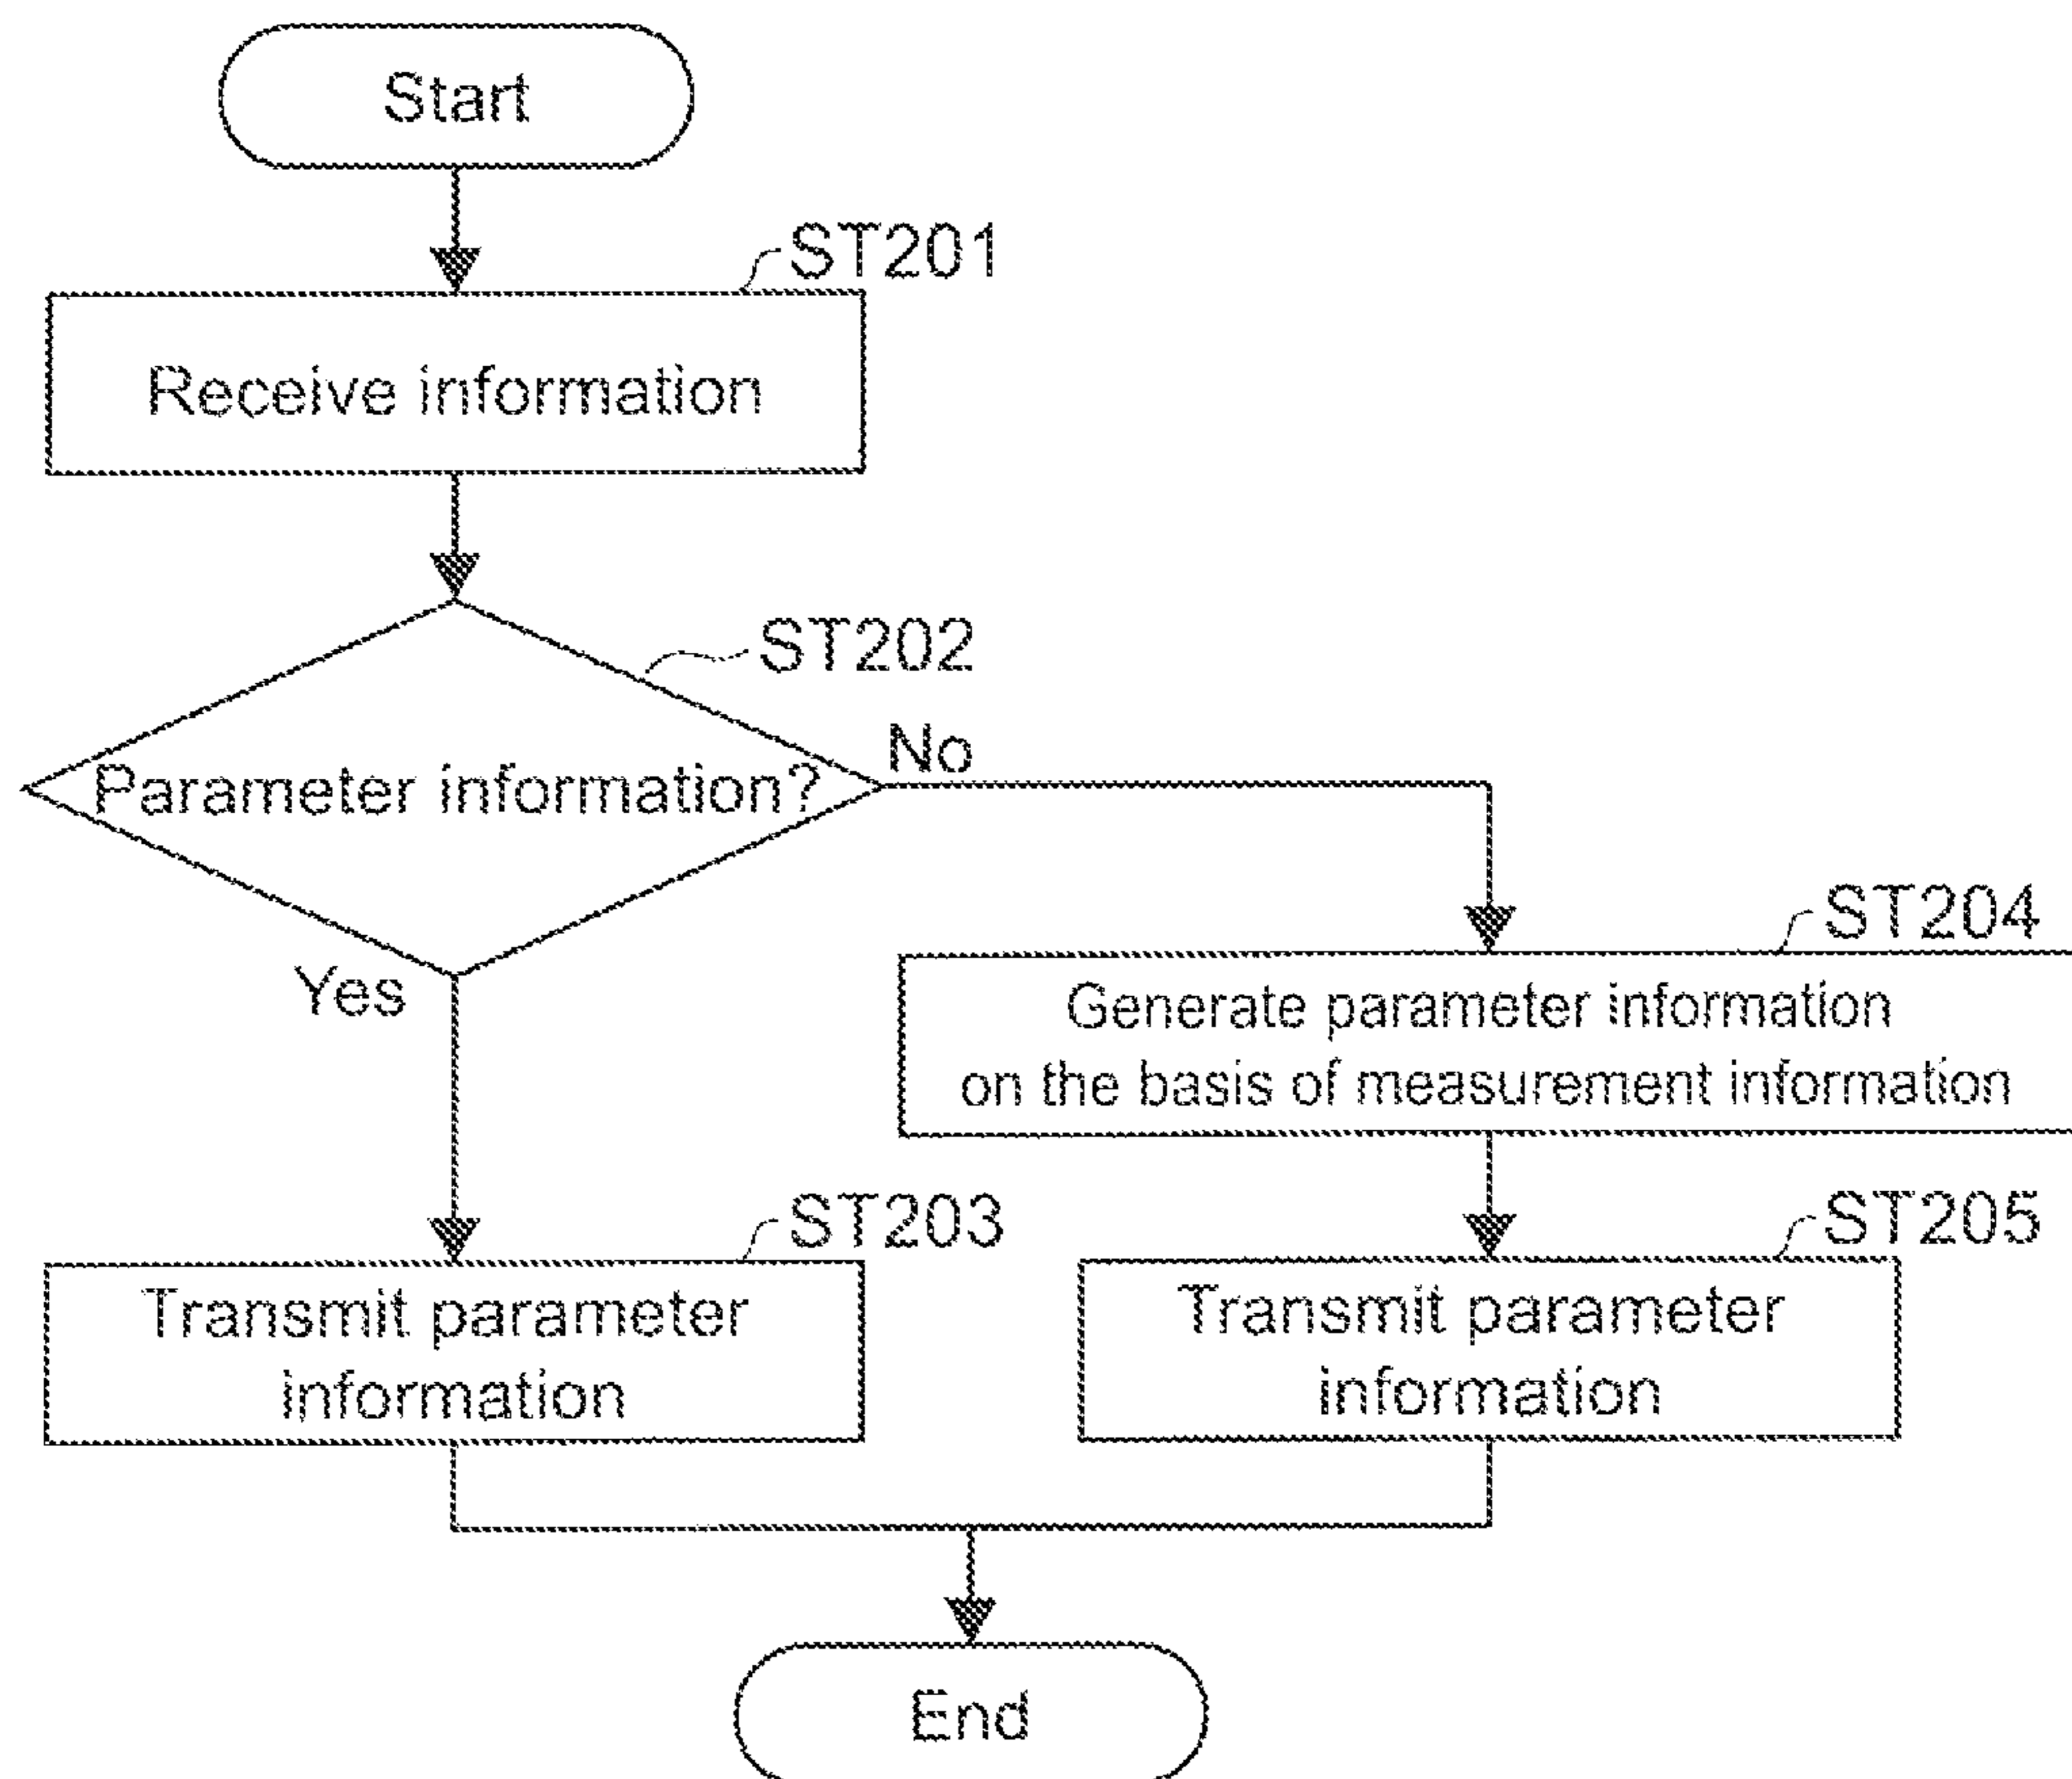 Start
ST201
Receive information
ST202
No
Parameter information?
Yes
ST204
Generate parameter information
on the basis of measurement information
ST203
Transmit parameter
information
ST205
Transmit parameter
information
End